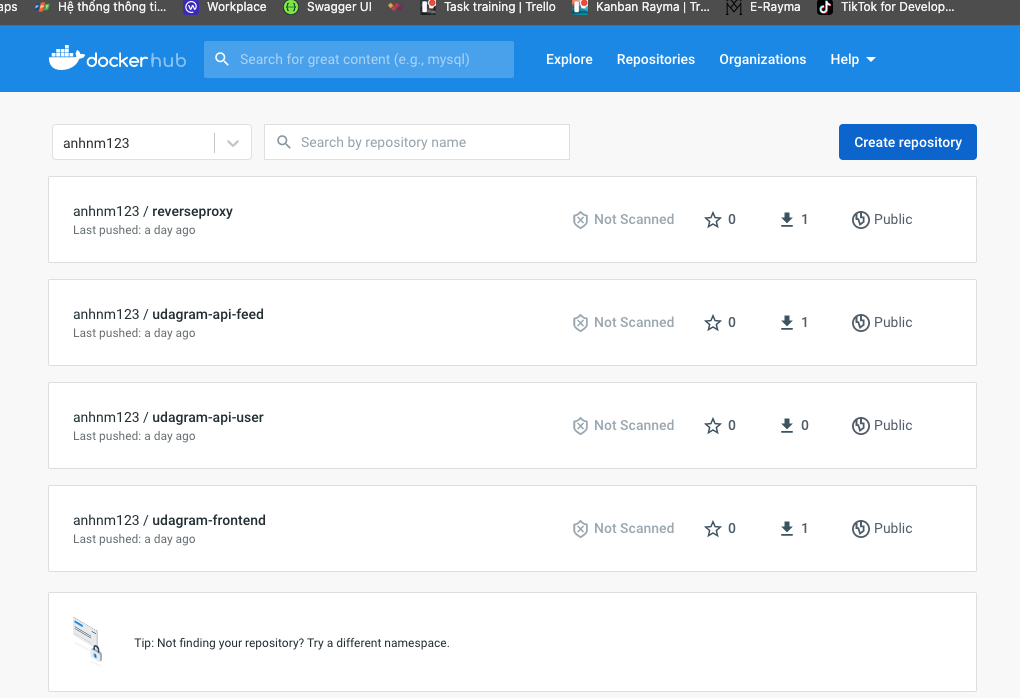 aps Hệ thống thông ti... Workplace Swagger UI Task training | Trello Kanban Rayma | Tr... E-Rayma TikTok for Develop...
docker hub Search for great content (e.g., mysql) Explore Repositories Organizations Help
anhnm123 Search by repository name Create repository
anhnm123 / reverseproxy
Last pushed: a day ago
Not Scanned 0 1 Public
anhnm123 / udagram-api-feed
Last pushed: a day ago
Not Scanned 0 1 Public
anhnm123 / udagram-api-user
Last pushed: a day ago
Not Scanned 0 0 Public
anhnm123 / udagram-frontend
Last pushed: a day ago
Not Scanned 0 1 Public
Tip: Not finding your repository? Try a different namespace.